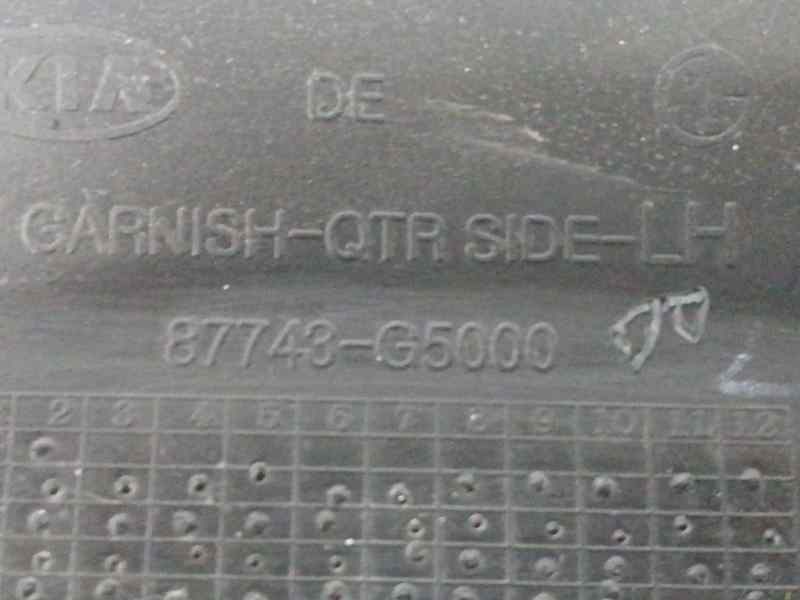 KIA DE
GARNISH-QTR SIDE-LH
87743-G5000
2 3 4 5 6 7 8 9 10 11 12